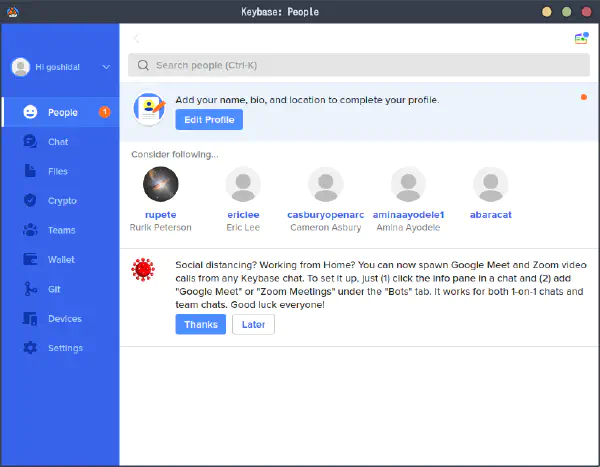 Keybase: People
Hi goshida!
Search people (Ctrl-K)
Add your name, bio, and location to complete your profile.
Edit Profile
People
1
Chat
Files
Crypto
Teams
Wallet
Git
Devices
Settings
Consider following...
rupete
ericlee
casburyopenarc
aminaayodele1
abaracat
Rurik Peterson
Eric Lee
Cameron Asbury
Amina Ayodele
Social distancing? Working from Home? You can now spawn Google Meet and Zoom video
calls from any Keybase chat. To set it up, just (1) click the info pane in a chat and (2) add
"Google Meet" or "Zoom Meetings" under the "Bots" tab. It works for both 1-on-1 chats and
team chats. Good luck everyone!
Thanks
Later